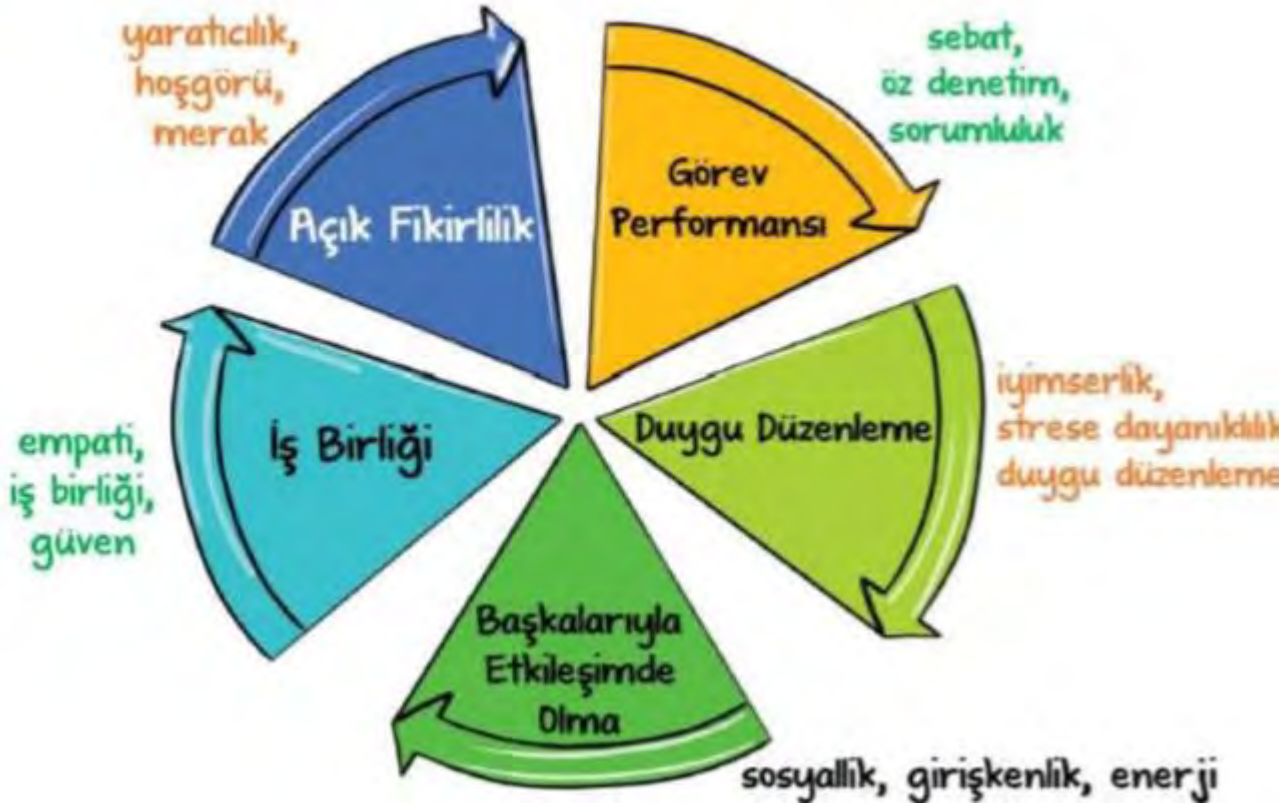 yaratıcılık,
hoşgörü,
merak
Açık Fikirlilik
sebat,
öz denetim,
sorumluluk
Görev
Performansı
iyimserlik,
strese dayanıklılık
duygu düzenleme
Duygu Düzenleme
Başkalarıyla
Etkileşimde
Olma
sosyallik, girişkenlik, enerji
İş Birliği
empati,
iş birliği,
güven